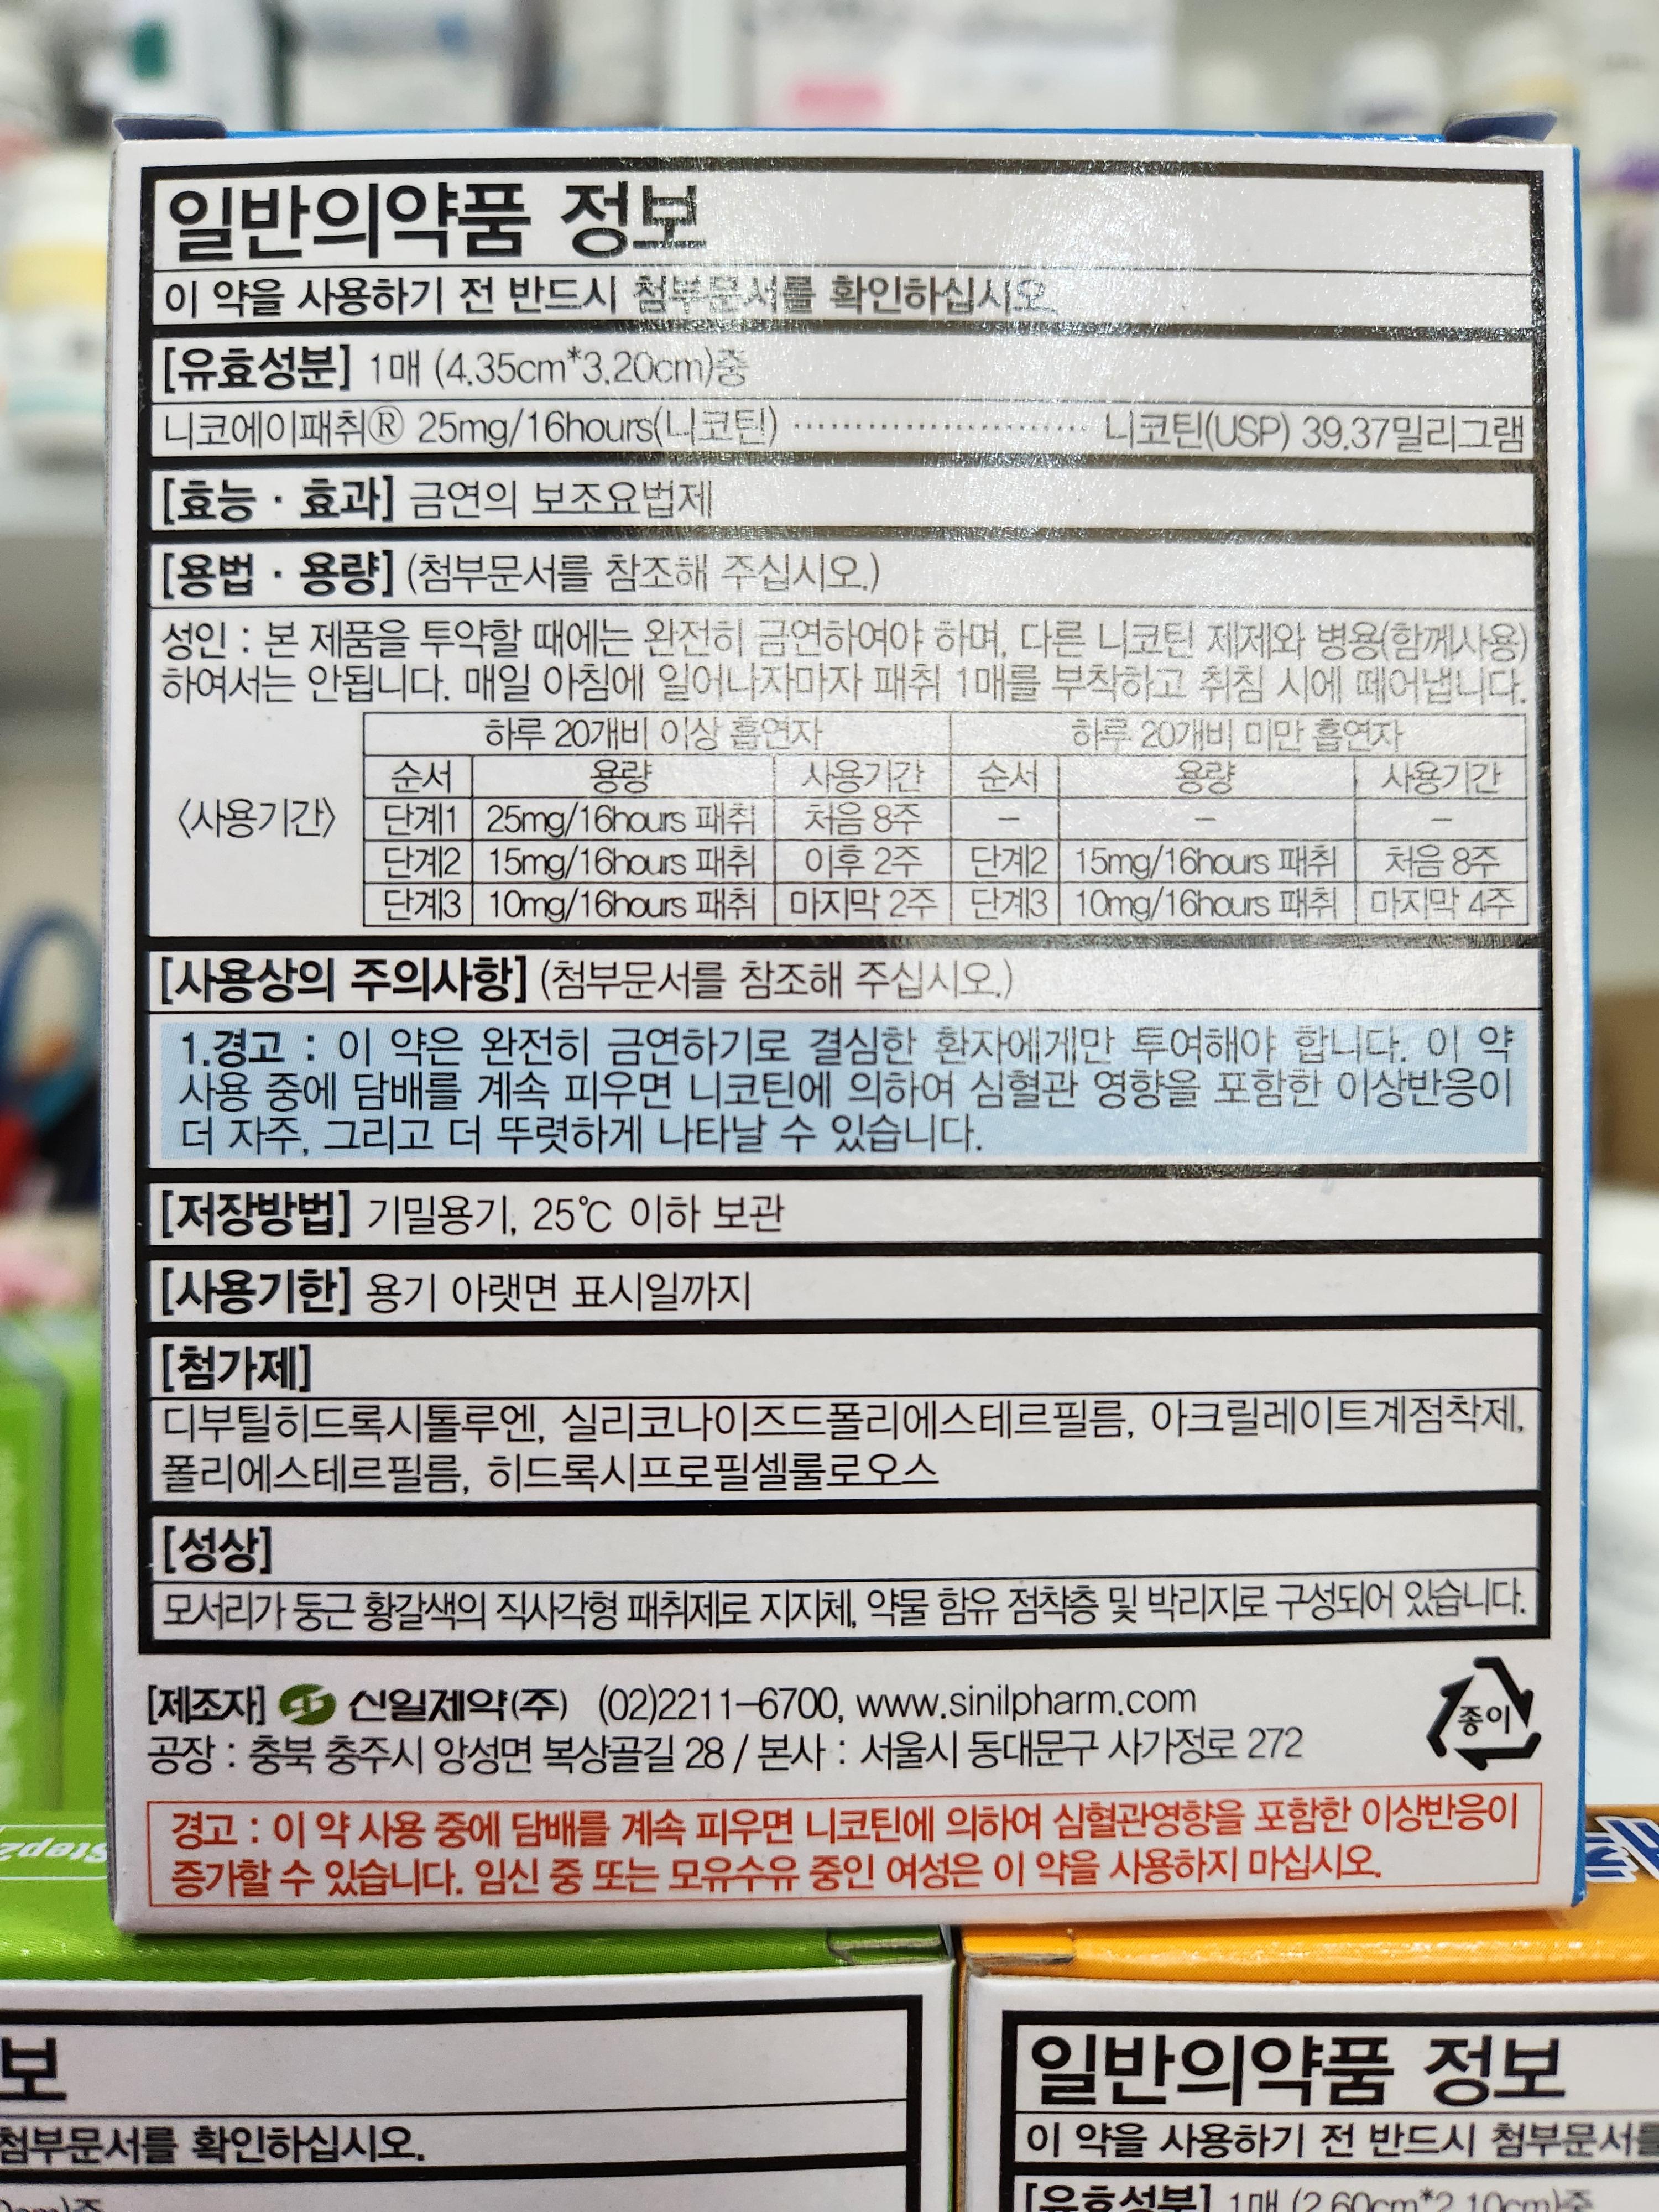 일반의약품 정보
이 약을 사용하기 전 반드시 첨부문서를 확인하십시오.
[유효성분] 1매 (4.35cm*3.20cm)중
니코에이패취® 25mg/16hours(니코틴) ························ 니코틴(USP) 39.37밀리그램
[효능 · 효과] 금연의 보조요법제
[용법 · 용량] (첨부문서를 참조해 주십시오.)
성인 : 본 제품을 투약할 때에는 완전히 금연하여야 하며, 다른 니코틴 제제와 병용(함께사용)
하여서는 안됩니다. 매일 아침에 일어나자마자 패취 1매를 부착하고 취침 시에 떼어냅니다.
하루 20개비 이상 흡연자 하루 20개비 미만 흡연자
순서 용량 사용기간 순서 용량 사용기간
〈사용기간〉 단계1 25mg/16hours 패취 처음 8주 – – –
단계2 15mg/16hours 패취 이후 2주 단계2 15mg/16hours 패취 처음 8주
단계3 10mg/16hours 패취 마지막 2주 단계3 10mg/16hours 패취 마지막 4주
[사용상의 주의사항] (첨부문서를 참조해 주십시오.)
1.경고 : 이 약은 완전히 금연하기로 결심한 환자에게만 투여해야 합니다. 이 약
사용 중에 담배를 계속 피우면 니코틴에 의하여 심혈관 영향을 포함한 이상반응이
더 자주, 그리고 더 뚜렷하게 나타날 수 있습니다.
[저장방법] 기밀용기, 25℃ 이하 보관
[사용기한] 용기 아랫면 표시일까지
[첨가제]
디부틸히드록시톨루엔, 실리코나이즈드폴리에스테르필름, 아크릴레이트계점착제,
폴리에스테르필름, 히드록시프로필셀룰로오스
[성상]
모서리가 둥근 황갈색의 직사각형 패취제로 지지체, 약물 함유 점착층 및 박리지로 구성되어 있습니다.
[제조자] 신일제약(주) (02)2211-6700, www.sinilpharm.com
공장 : 충북 충주시 앙성면 복상골길 28 / 본사 : 서울시 동대문구 사가정로 272
종이
경고 : 이 약 사용 중에 담배를 계속 피우면 니코틴에 의하여 심혈관영향을 포함한 이상반응이
증가할 수 있습니다. 임신 중 또는 모유수유 중인 여성은 이 약을 사용하지 마십시오.
Step2
보
첨부문서를 확인하십시오.
일반의약품 정보
이 약을 사용하기 전 반드시 첨부문서를
[유효성분] 1매 (2.60cm*2.10cm)중